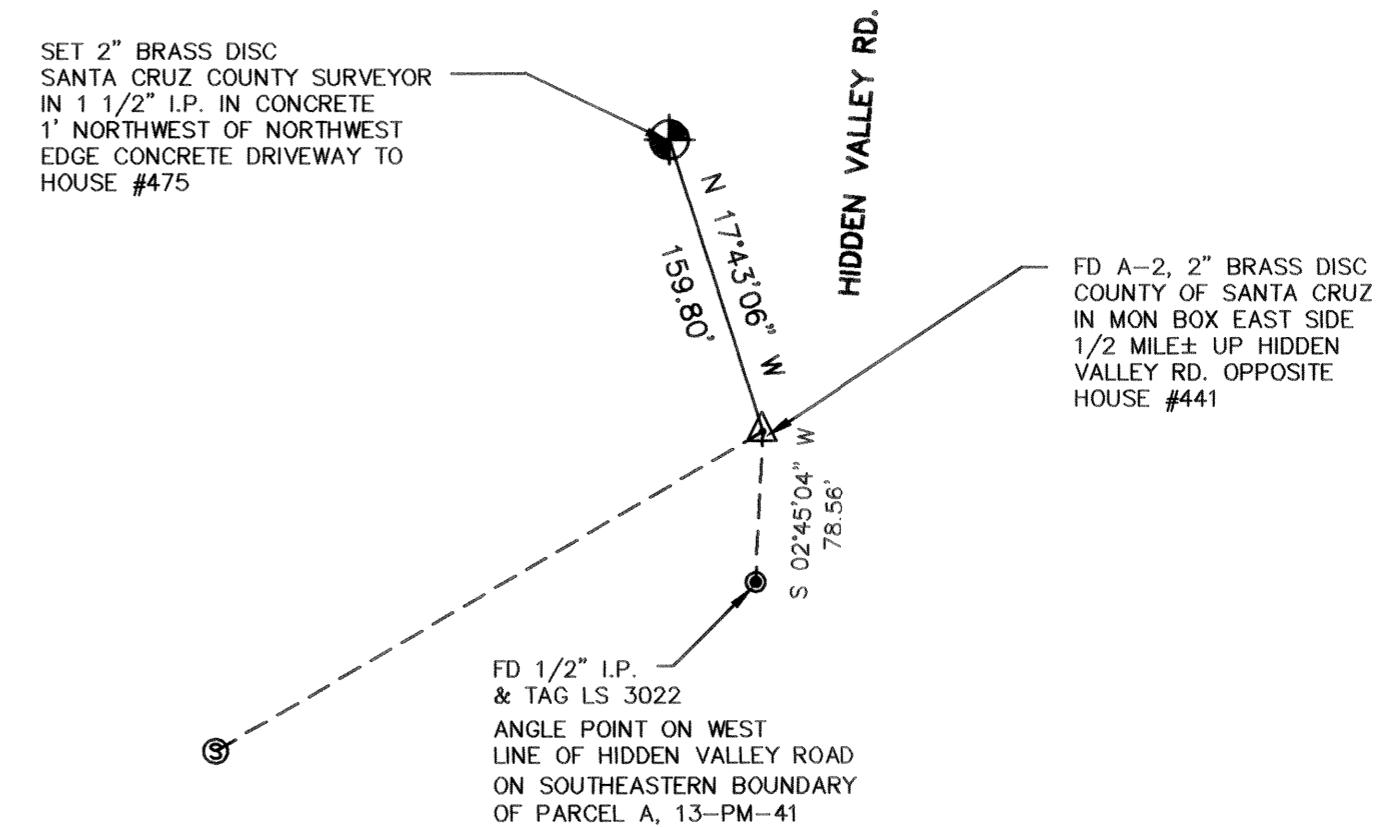 HIDDEN VALLEY RD.
SET 2" BRASS DISC
SANTA CRUZ COUNTY SURVEYOR
IN 1 1/2" I.P. IN CONCRETE
1' NORTHWEST OF NORTHWEST
EDGE CONCRETE DRIVEWAY TO
HOUSE #475
N 17°43'06" W
159.80'
FD A-2, 2" BRASS DISC
COUNTY OF SANTA CRUZ
IN MON BOX EAST SIDE
1/2 MILE± UP HIDDEN
VALLEY RD. OPPOSITE
HOUSE #441
S 02°45'04" W
78.56'
FD 1/2" I.P.
& TAG LS 3022
ANGLE POINT ON WEST
LINE OF HIDDEN VALLEY ROAD
ON SOUTHEASTERN BOUNDARY
OF PARCEL A, 13-PM-41
S